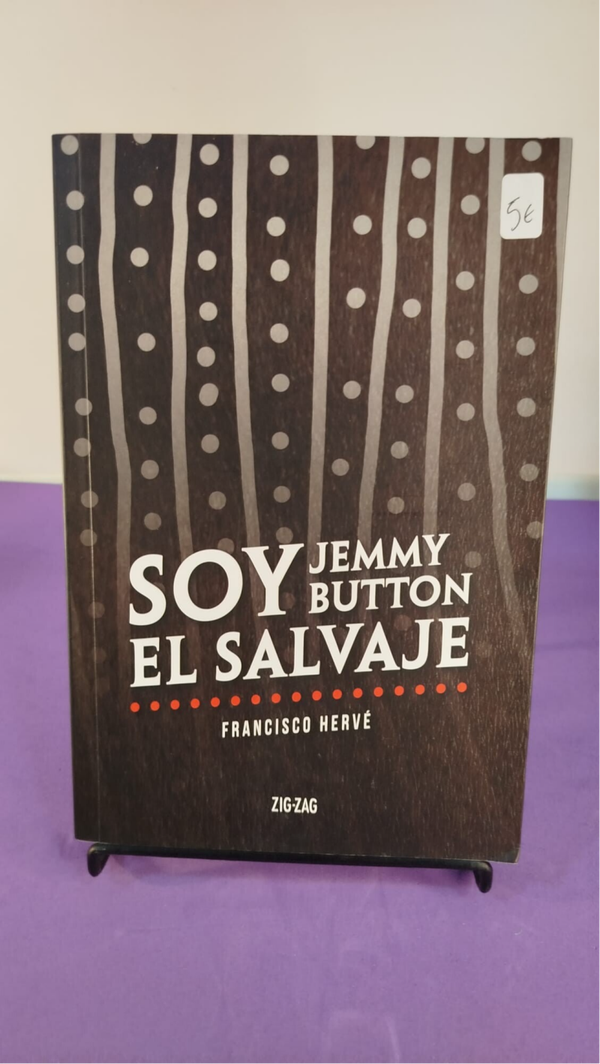 5€
SOY JEMMY
BUTTON
EL SALVAJE
FRANCISCO HERVÉ
ZIG-ZAG